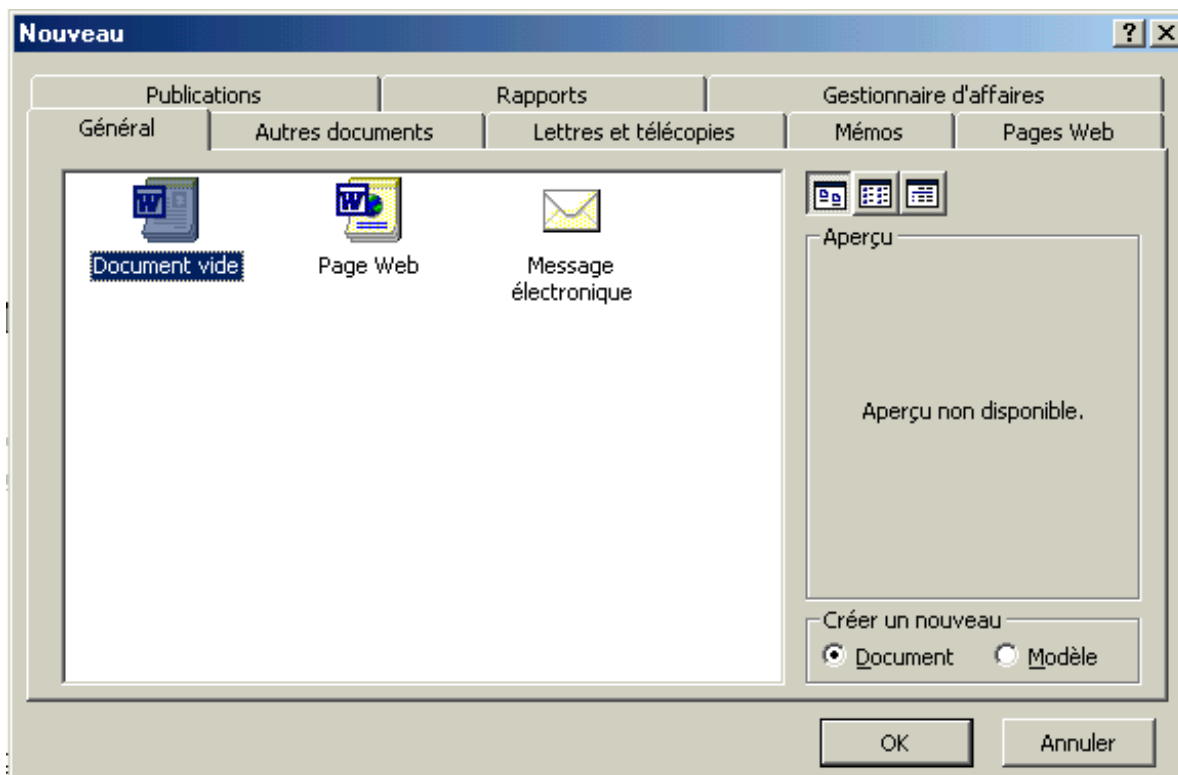 Nouveau
Publications Rapports Gestionnaire d'affaires
Général Autres documents Lettres et télécopies Mémos Pages Web
Document vide Page Web Message
électronique
Aperçu
Aperçu non disponible.
Créer un nouveau
Document Modèle
OK Annuler